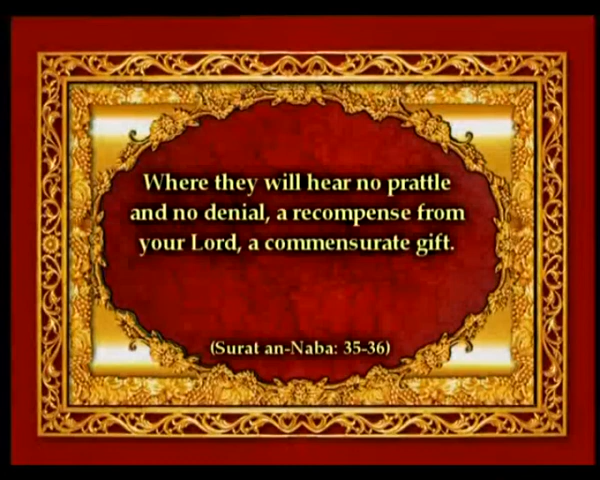 Where they will hear no prattle
and no denial, a recompense from
your Lord, a commensurate gift.
(Surat an-Naba: 35-36)